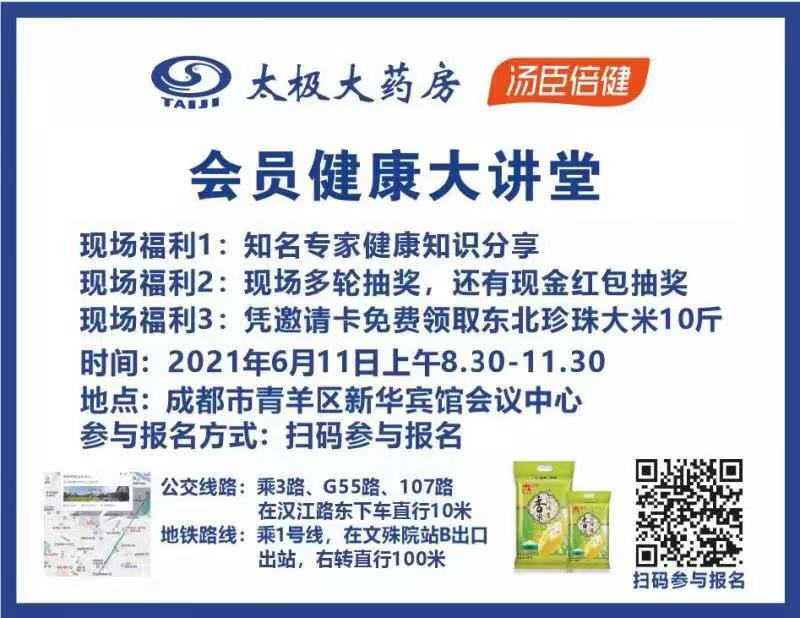 TAIJI 太极大药房 汤臣倍健
会员健康大讲堂
现场福利1：知名专家健康知识分享
现场福利2：现场多轮抽奖，还有现金红包抽奖
现场福利3：凭邀请卡免费领取东北珍珠大米10斤
时间：2021年6月11日上午8.30-11.30
地点：成都市青羊区新华宾馆会议中心
参与报名方式：扫码参与报名
公交线路：乘3路、G55路、107路
在汉江路东下车直行10米
地铁路线：乘1号线，在文殊院站B出口
出站，右转直行100米
香米
扫码参与报名